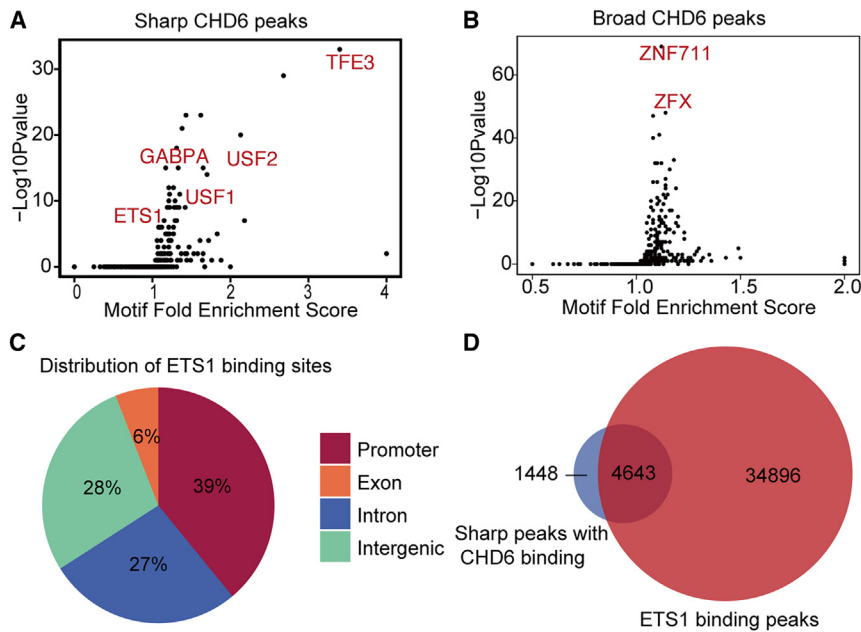 A
Sharp CHD6 peaks
−Log10Pvalue
30
20
10
0
TFE3
GABPA
USF2
USF1
ETS1
0
1
2
3
4
Motif Fold Enrichment Score
B
Broad CHD6 peaks
−Log10Pvalue
60
40
20
0
ZNF711
ZFX
0.5
1.0
1.5
2.0
Motif Fold Enrichment Score
C
Distribution of ETS1 binding sites
6%
39%
28%
27%
Promoter
Exon
Intron
Intergenic
D
1448
4643
34896
Sharp peaks with
CHD6 binding
ETS1 binding peaks